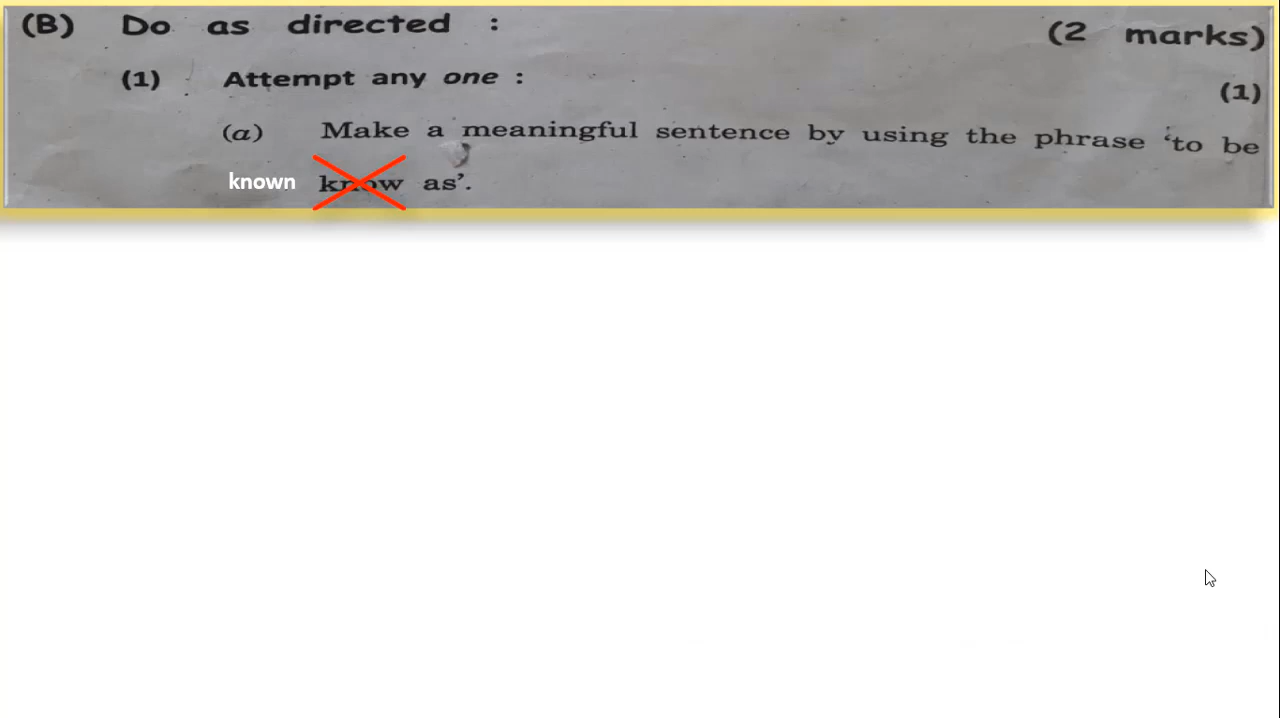 (B) Do as directed : (2 marks)
(1) Attempt any one : (1)
(a) Make a meaningful sentence by using the phrase ‘to be
known know as’.